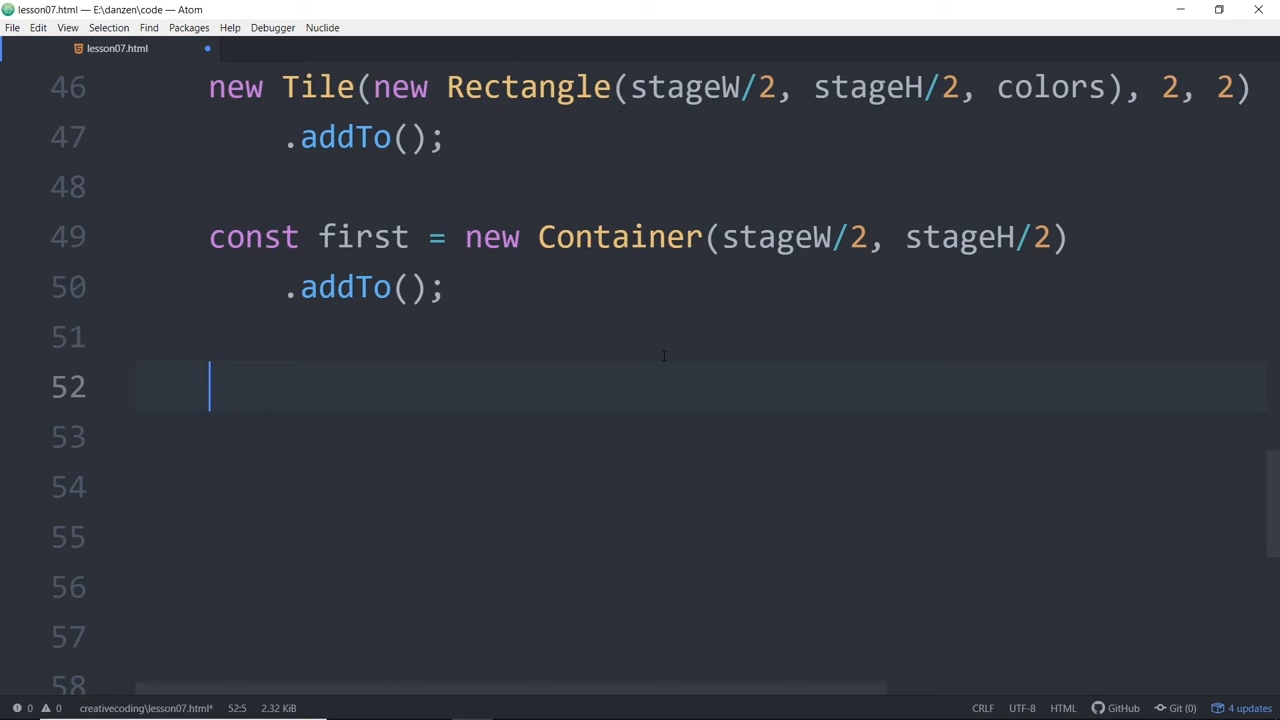 lesson07.html — E:\danzen\code — Atom
File Edit View Selection Find Packages Help Debugger Nuclide
lesson07.html
46 new Tile(new Rectangle(stageW/2, stageH/2, colors), 2, 2)
47 .addTo();
48
49 const first = new Container(stageW/2, stageH/2)
50 .addTo();
51
52
53
54
55
56
57
58
0 0 creativecoding\lesson07.html* 52:5 2.32 KiB CRLF UTF-8 HTML GitHub Git (0) 4 updates